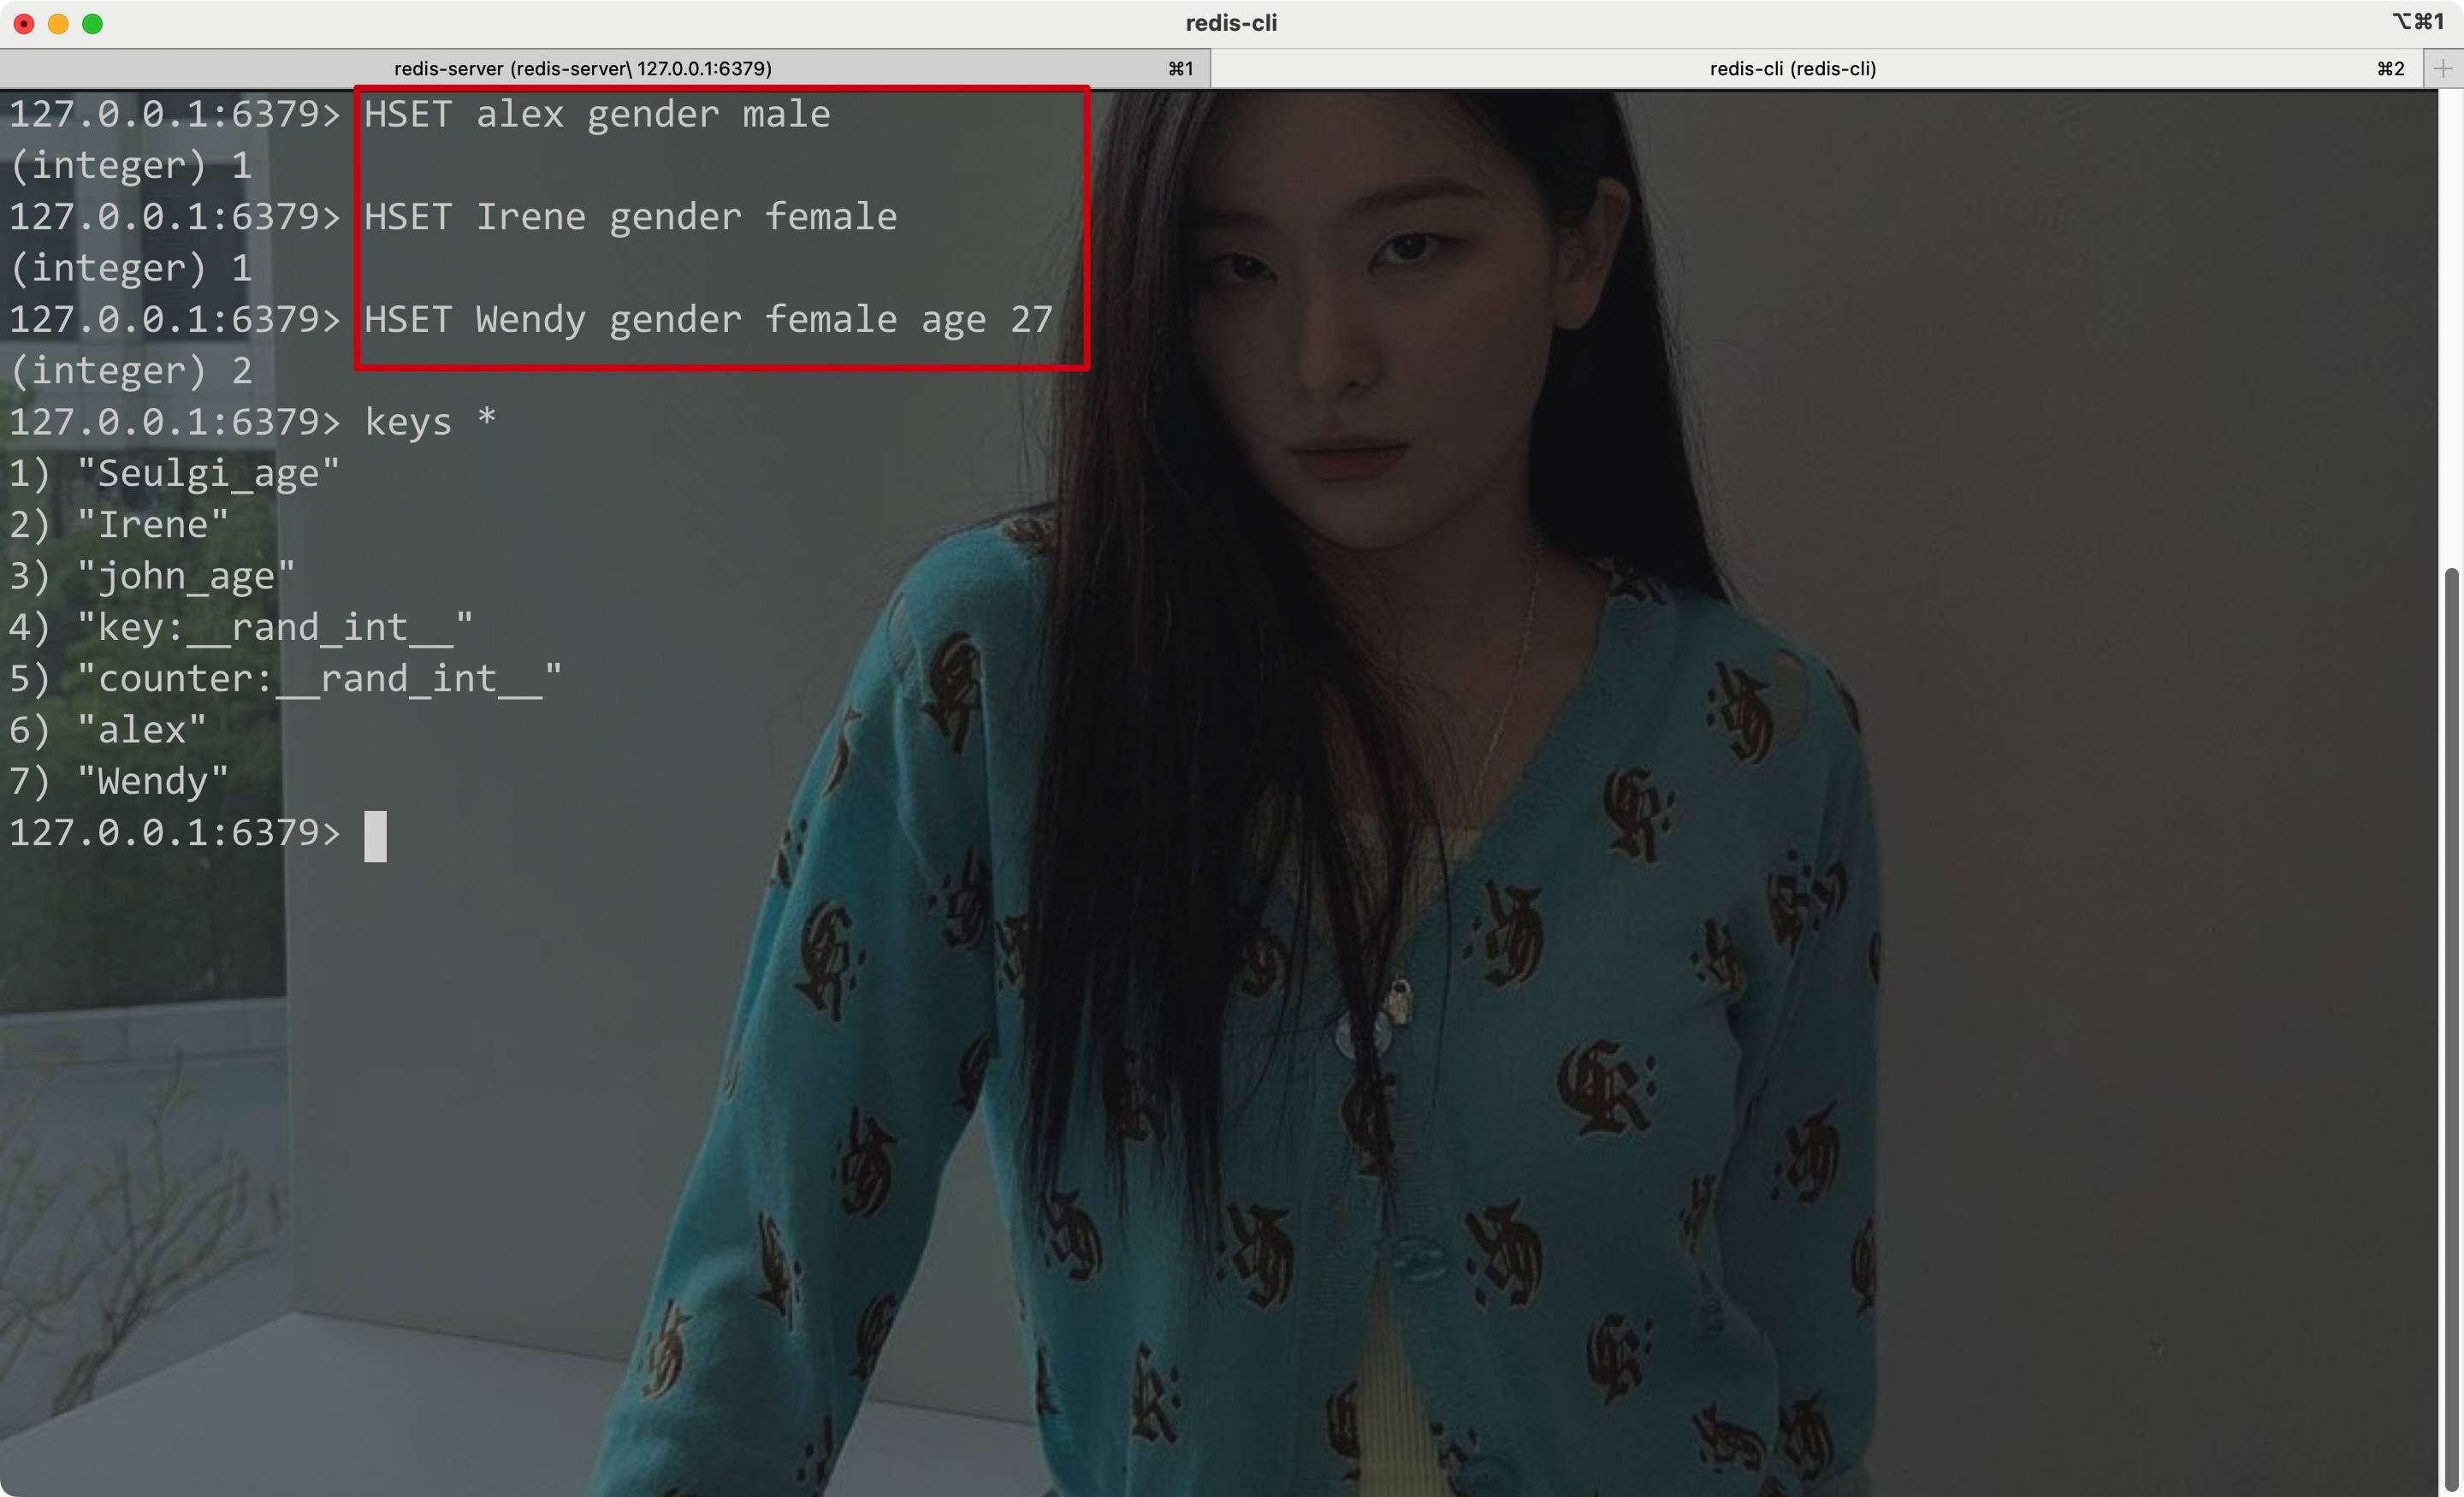 redis-cli
⌥⌘1
redis-server (redis-server\ 127.0.0.1:6379) ⌘1
redis-cli (redis-cli) ⌘2
127.0.0.1:6379> HSET alex gender male
(integer) 1
127.0.0.1:6379> HSET Irene gender female
(integer) 1
127.0.0.1:6379> HSET Wendy gender female age 27
(integer) 2
127.0.0.1:6379> keys *
1) "Seulgi_age"
2) "Irene"
3) "john_age"
4) "key:__rand_int__"
5) "counter:__rand_int__"
6) "alex"
7) "Wendy"
127.0.0.1:6379>